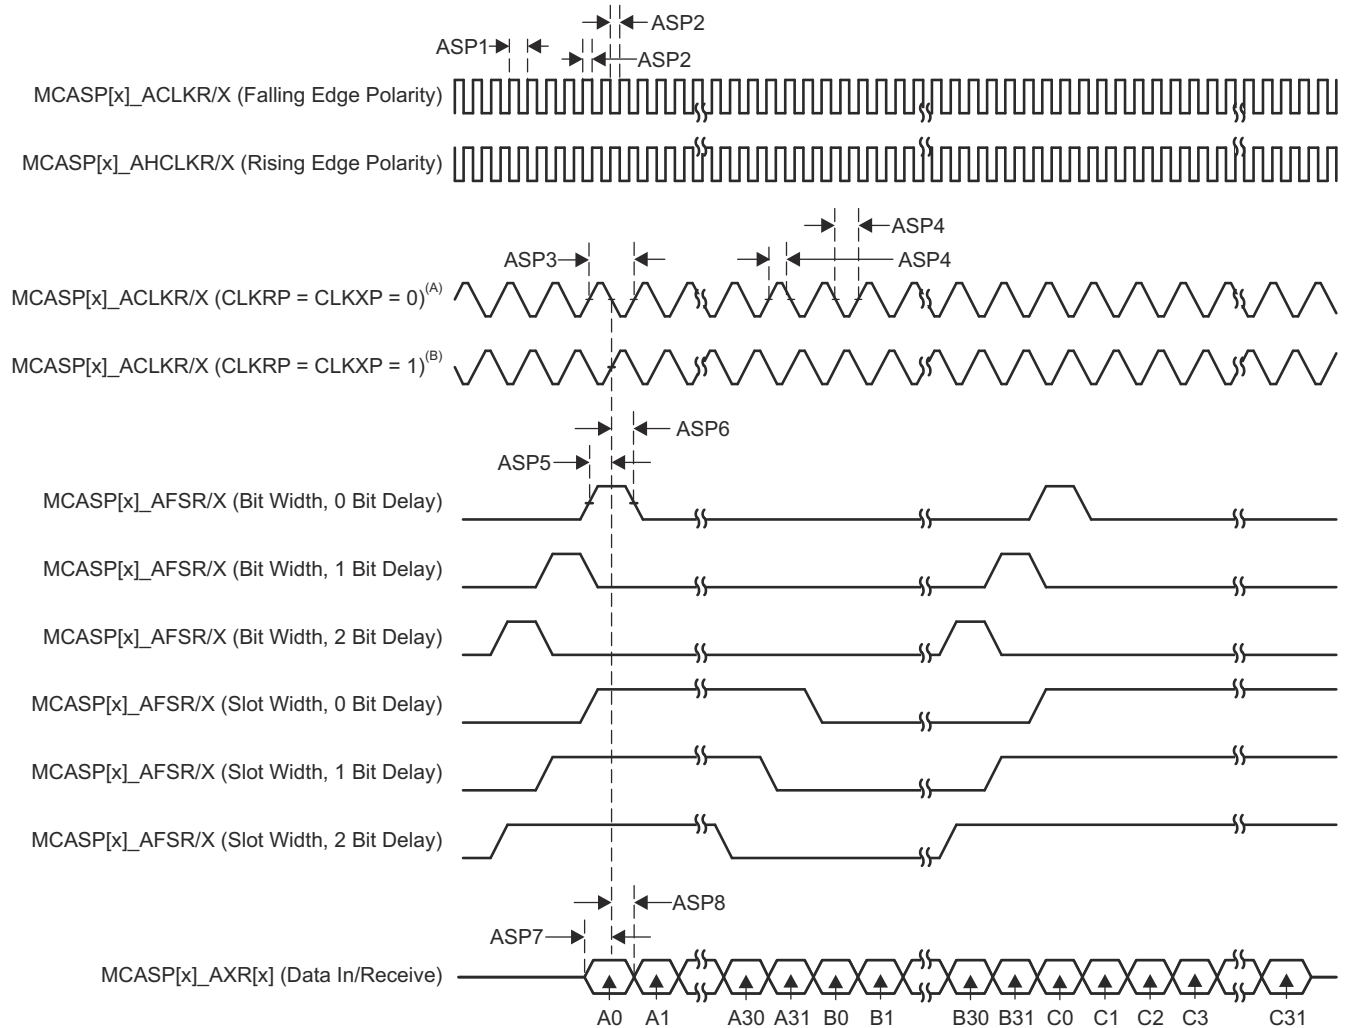 ASP2
ASP1
ASP2
MCASP[x]_ACLKR/X (Falling Edge Polarity)
MCASP[x]_AHCLKR/X (Rising Edge Polarity)
ASP4
ASP3
ASP4
MCASP[x]_ACLKR/X (CLKRP = CLKXP = 0)(A)
MCASP[x]_ACLKR/X (CLKRP = CLKXP = 1)(B)
ASP6
ASP5
MCASP[x]_AFSR/X (Bit Width, 0 Bit Delay)
MCASP[x]_AFSR/X (Bit Width, 1 Bit Delay)
MCASP[x]_AFSR/X (Bit Width, 2 Bit Delay)
MCASP[x]_AFSR/X (Slot Width, 0 Bit Delay)
MCASP[x]_AFSR/X (Slot Width, 1 Bit Delay)
MCASP[x]_AFSR/X (Slot Width, 2 Bit Delay)
ASP8
ASP7
MCASP[x]_AXR[x] (Data In/Receive)
A0 A1 A30 A31 B0 B1 B30 B31 C0 C1 C2 C3 C31